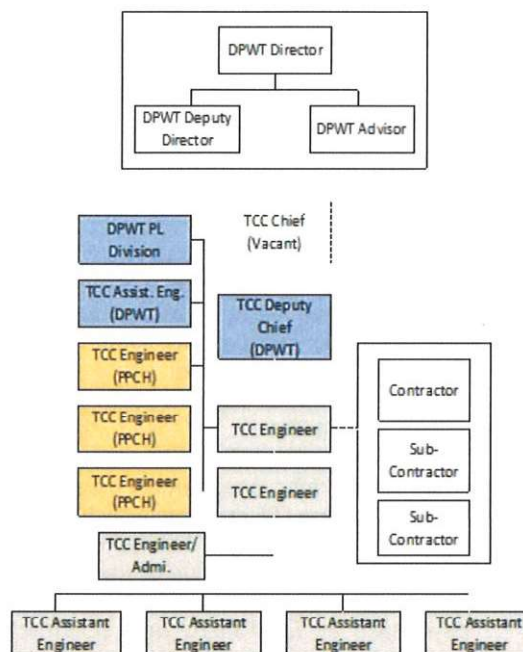 DPWT Director
DPWT Deputy
Director
DPWT Advisor
DPWT PL
Division
TCC Chief
(Vacant)
TCC Assist. Eng.
(DPWT)
TCC Deputy
Chief
(DPWT)
TCC Engineer
(PPCH)
Contractor
TCC Engineer
(PPCH)
TCC Engineer
Sub-
Contractor
TCC Engineer
(PPCH)
TCC Engineer
Sub-
Contractor
TCC Engineer/
Admi.
TCC Assistant
Engineer
TCC Assistant
Engineer
TCC Assistant
Engineer
TCC Assistant
Engineer